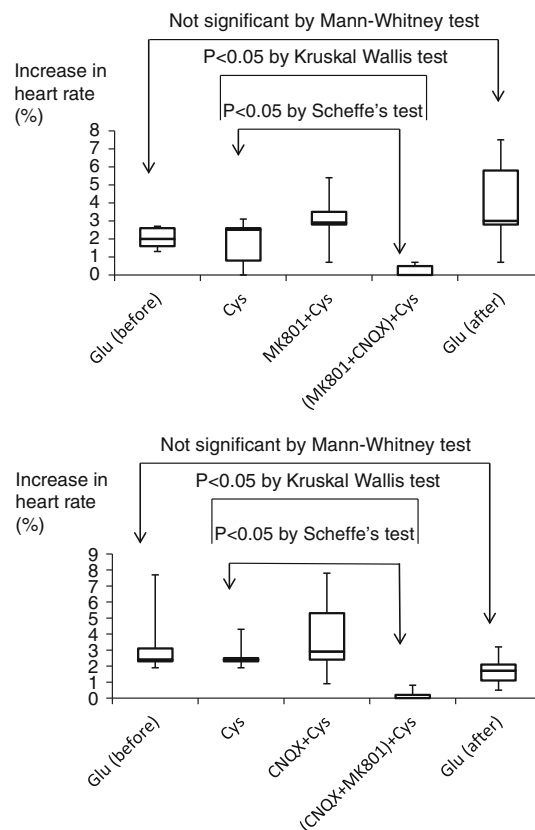 Not significant by Mann-Whitney test
P<0.05 by Kruskal Wallis test
Increase in
heart rate
(%)
P<0.05 by Scheffe's test
8
7
6
5
4
3
2
1
0
Glu (before)
Cys
MK801+Cys
(MK801+CNQX)+Cys
Glu (after)
Not significant by Mann-Whitney test
Increase in
heart rate
(%)
P<0.05 by Kruskal Wallis test
P<0.05 by Scheffe's test
9
8
7
6
5
4
3
2
1
0
Glu (before)
Cys
CNQX+Cys
(CNQX+MK801)+Cys
Glu (after)